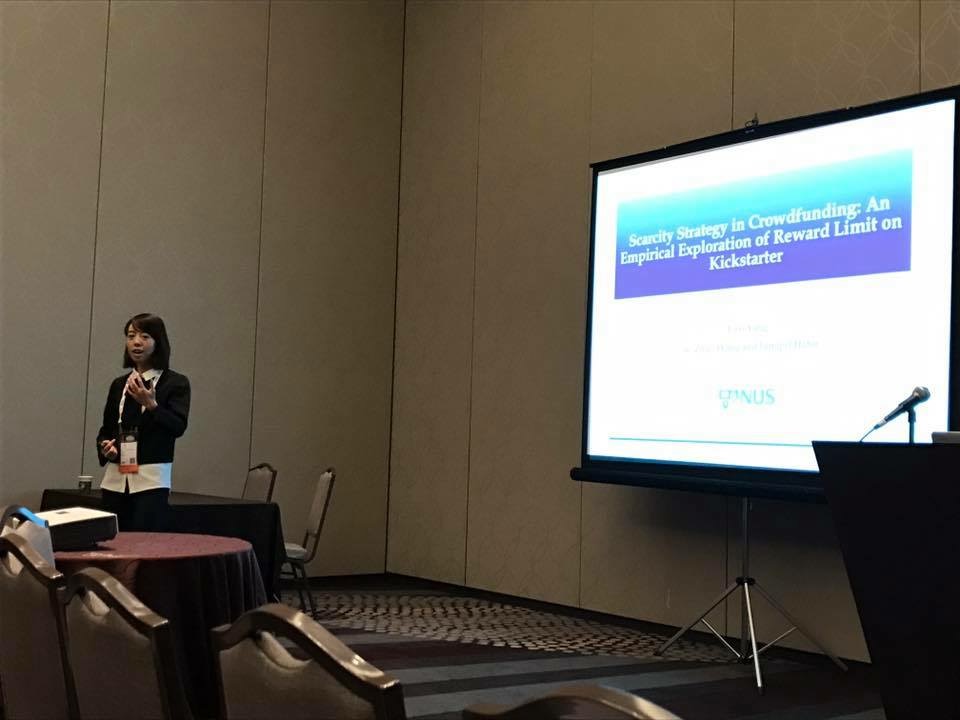 Scarcity Strategy in Crowdfunding: An
Empirical Exploration of Reward Limit on
Kickstarter
NUS